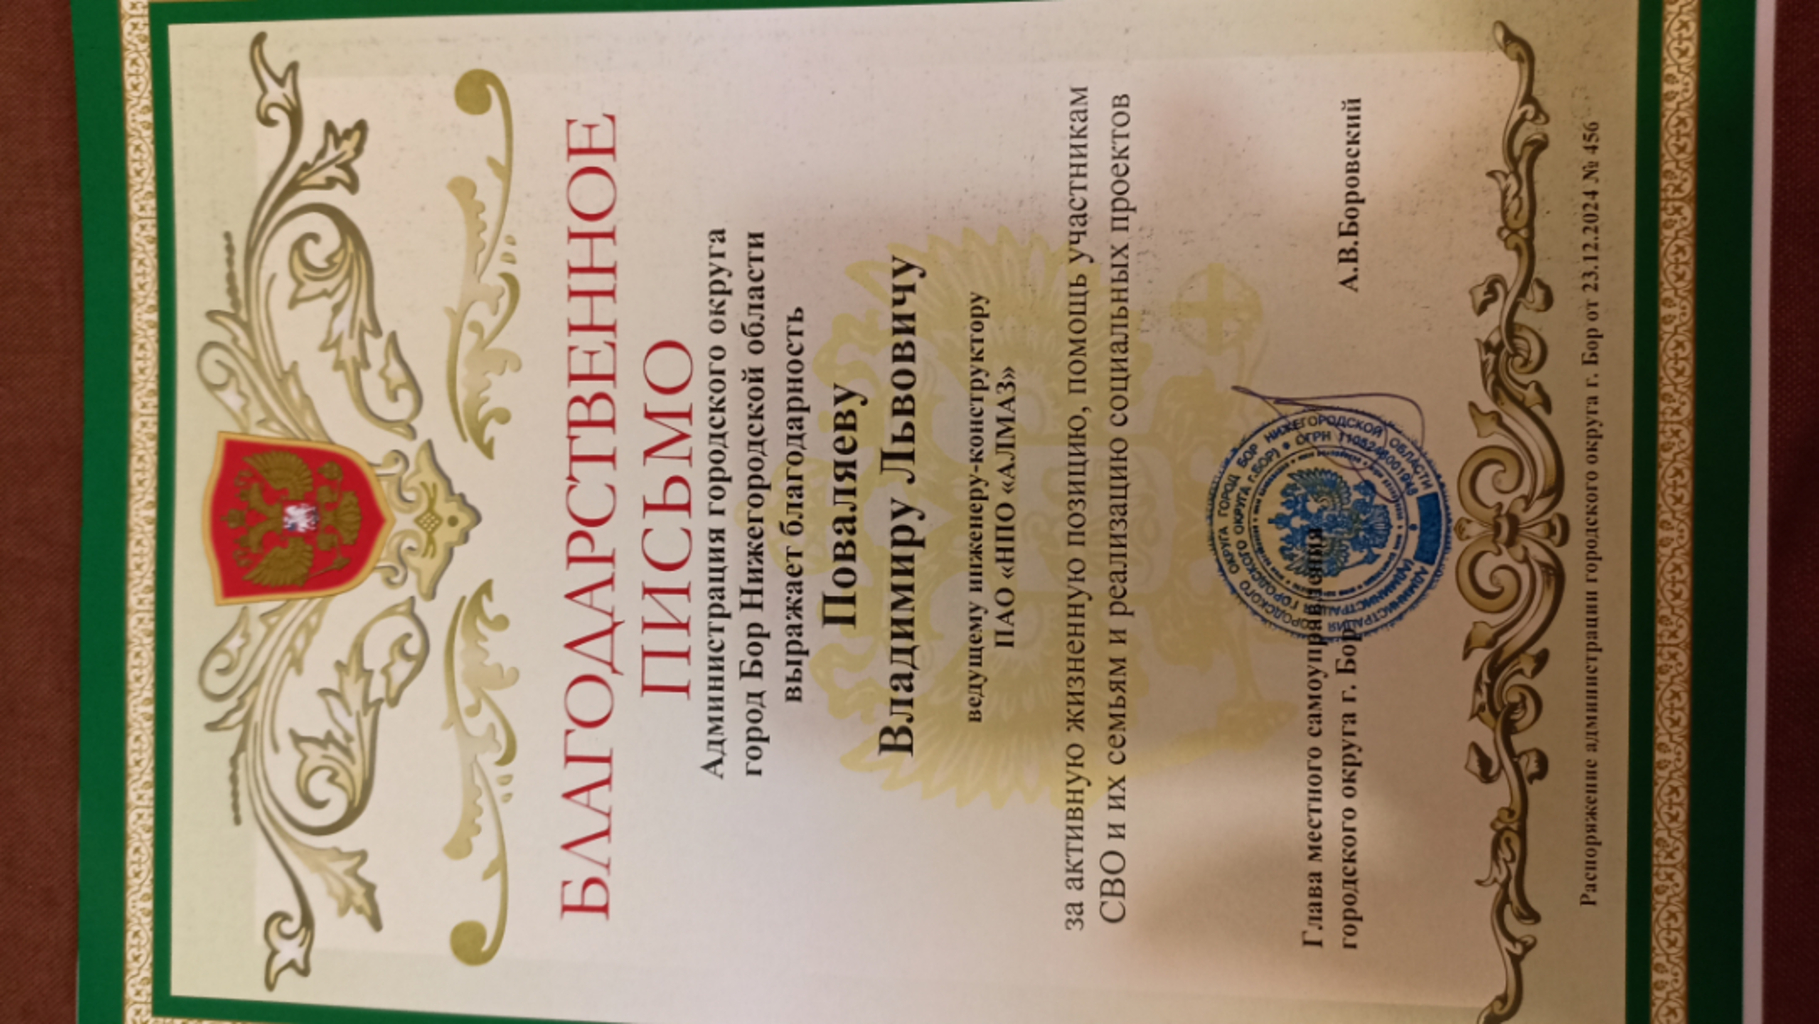 БЛАГОДАРСТВЕННОЕ
ПИСЬМО
Администрация городского округа
город Бор Нижегородской области
выражает благодарность
Поваляеву
Владимиру Львовичу
ведущему инженеру-конструктору
ПАО «НПО «АЛМАЗ»
за активную жизненную позицию, помощь участникам
СВО и их семьям и реализацию социальных проектов
Глава местного самоуправления
городского округа г. Бор
А.В.Боровский
Распоряжение администрации городского округа г. Бор от 23.12.2024 № 456